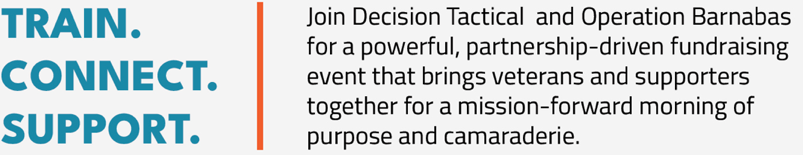 TRAIN.
CONNECT.
SUPPORT.
Join Decision Tactical  and Operation Barnabas
for a powerful, partnership-driven fundraising
event that brings veterans and supporters
together for a mission-forward morning of
purpose and camaraderie.